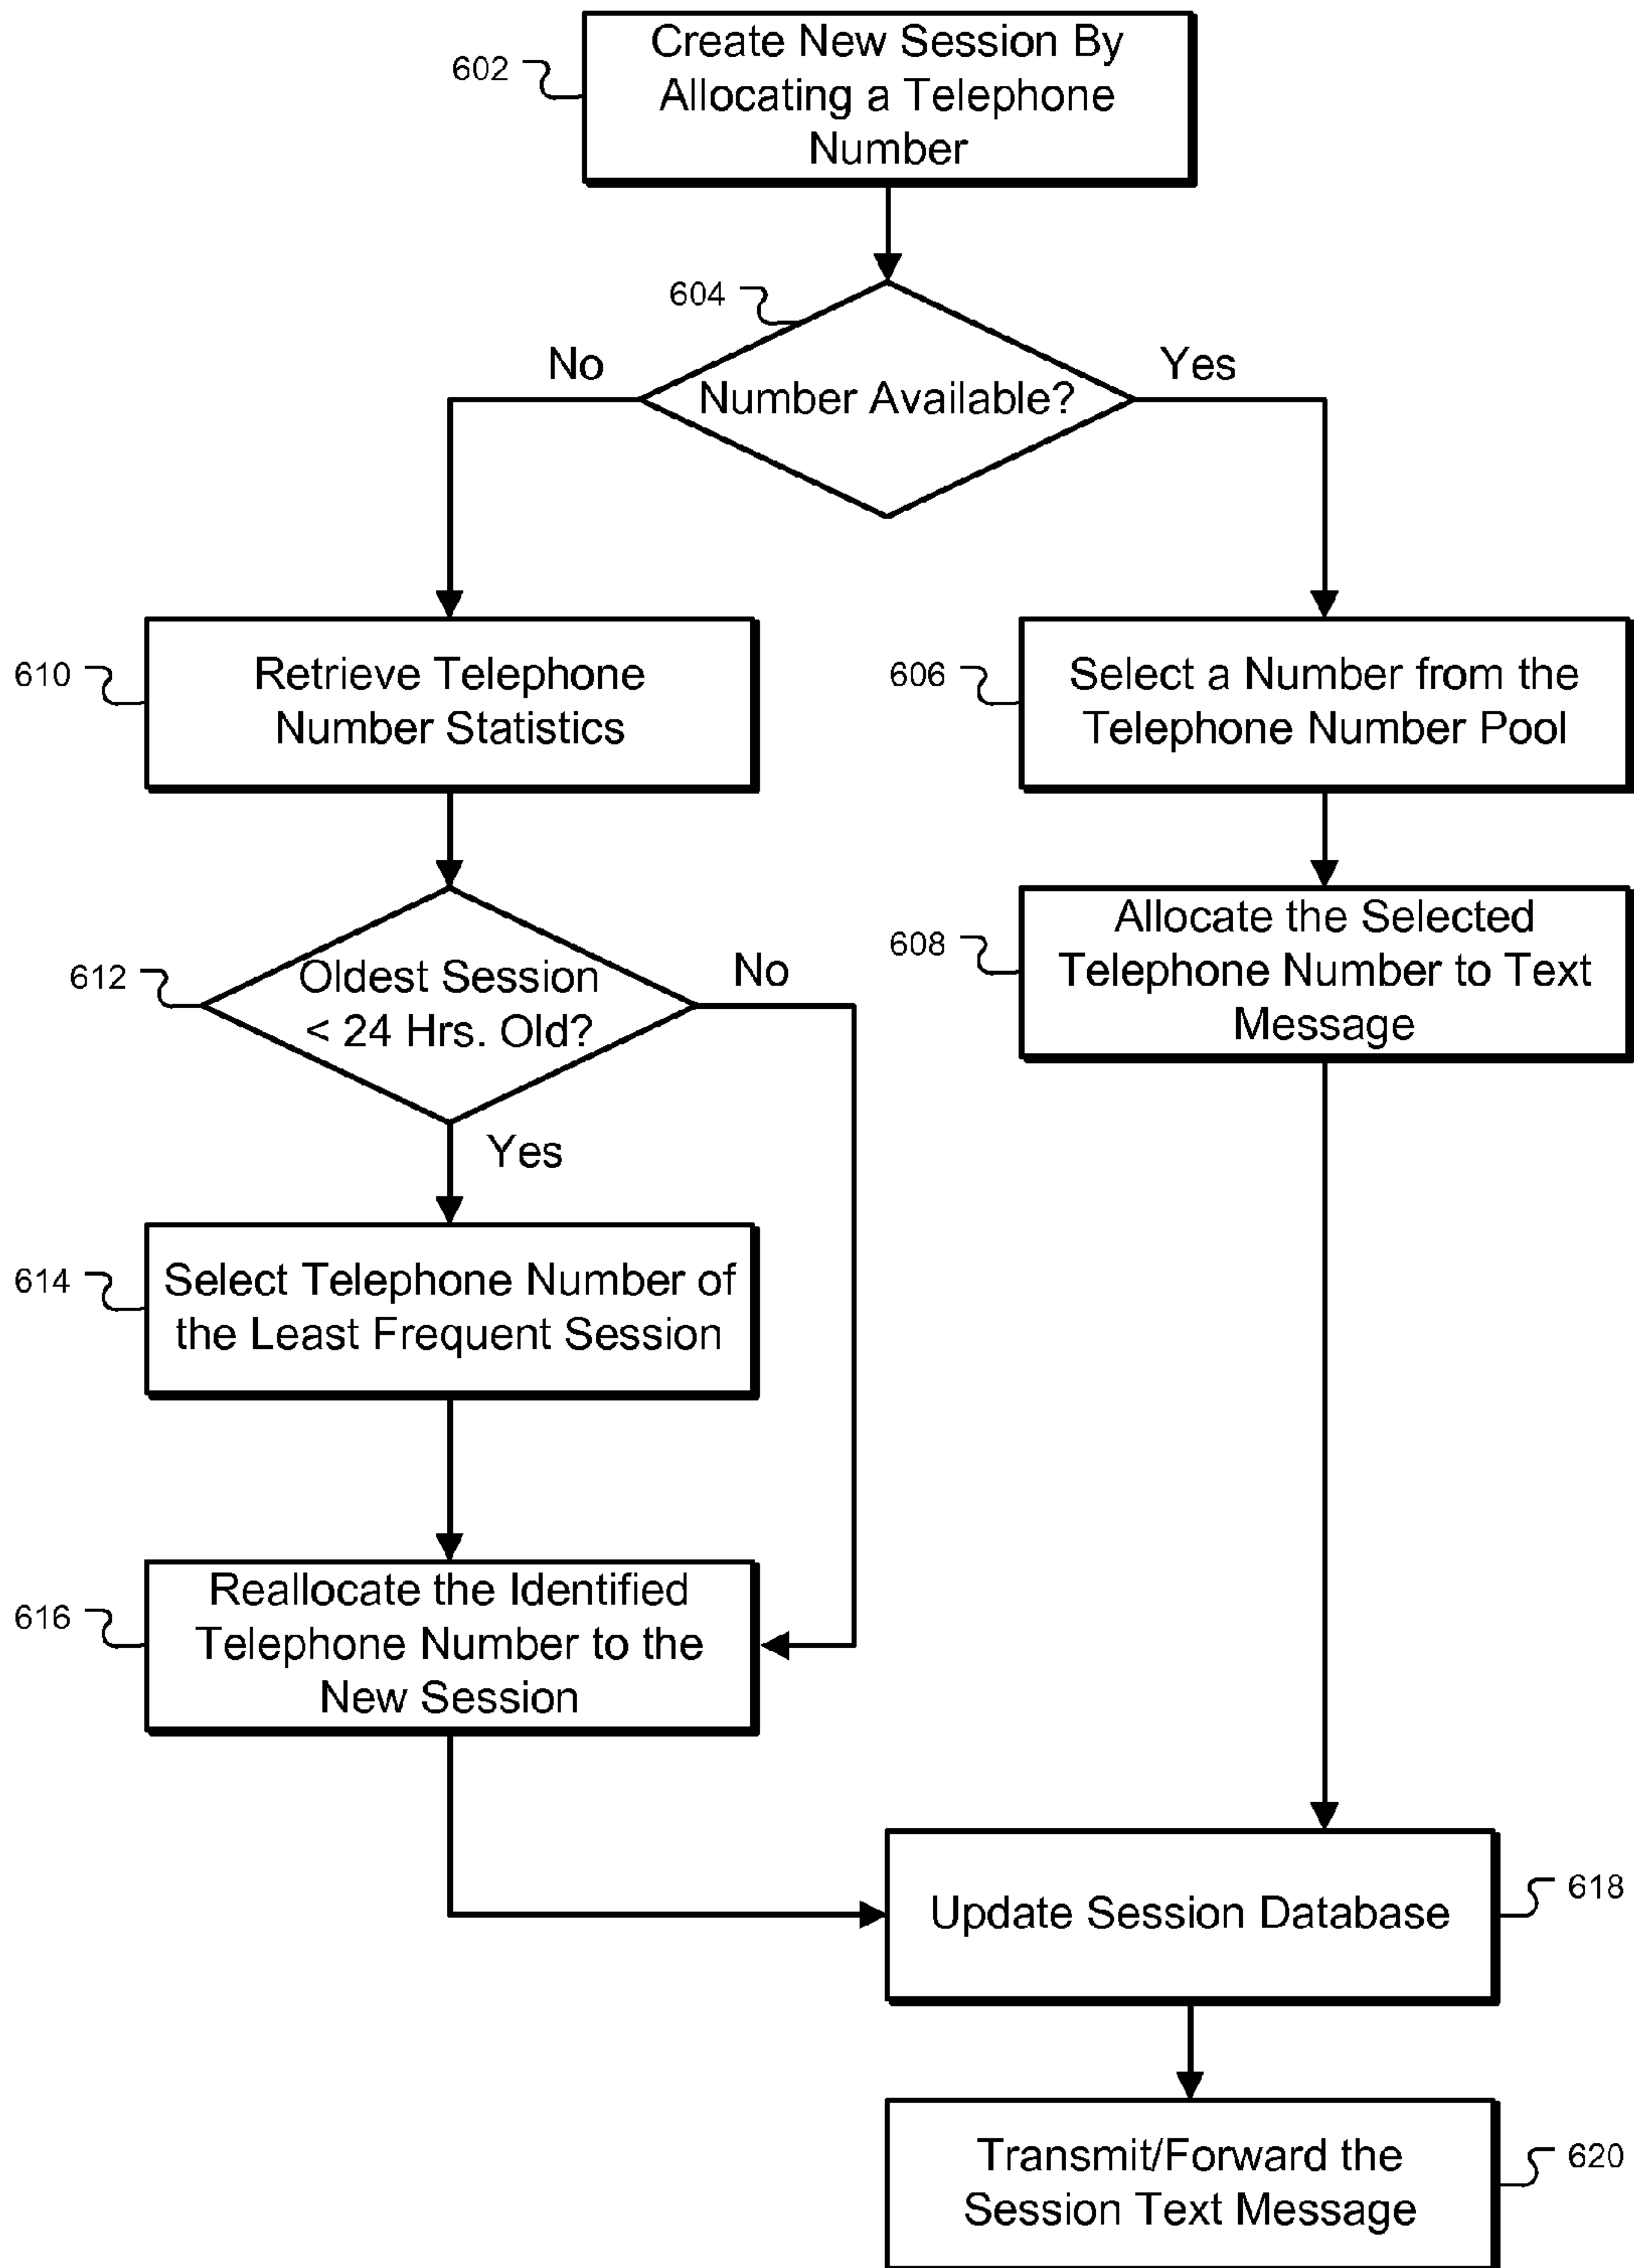 602
Create New Session By
Allocating a Telephone
Number
604
No
Number Available?
Yes
610
Retrieve Telephone
Number Statistics
606
Select a Number from the
Telephone Number Pool
608
Allocate the Selected
Telephone Number to Text
Message
612
Oldest Session
< 24 Hrs. Old?
No
Yes
614
Select Telephone Number of
the Least Frequent Session
616
Reallocate the Identified
Telephone Number to the
New Session
Update Session Database
618
Transmit/Forward the
Session Text Message
620